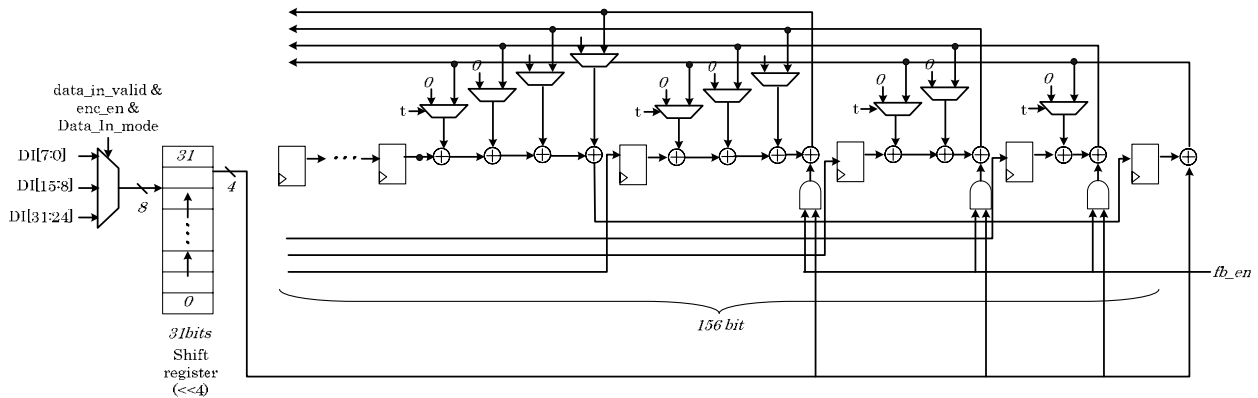 data_in_valid &
enc_en &
Data_In_mode
DI[7:0]
DI[15:8]
DI[31:24]
8
31
0
4
31bits
Shift
register
(<<4)
0
0
t
0
0
t
0
0
t
0
t
fb_en
156 bit